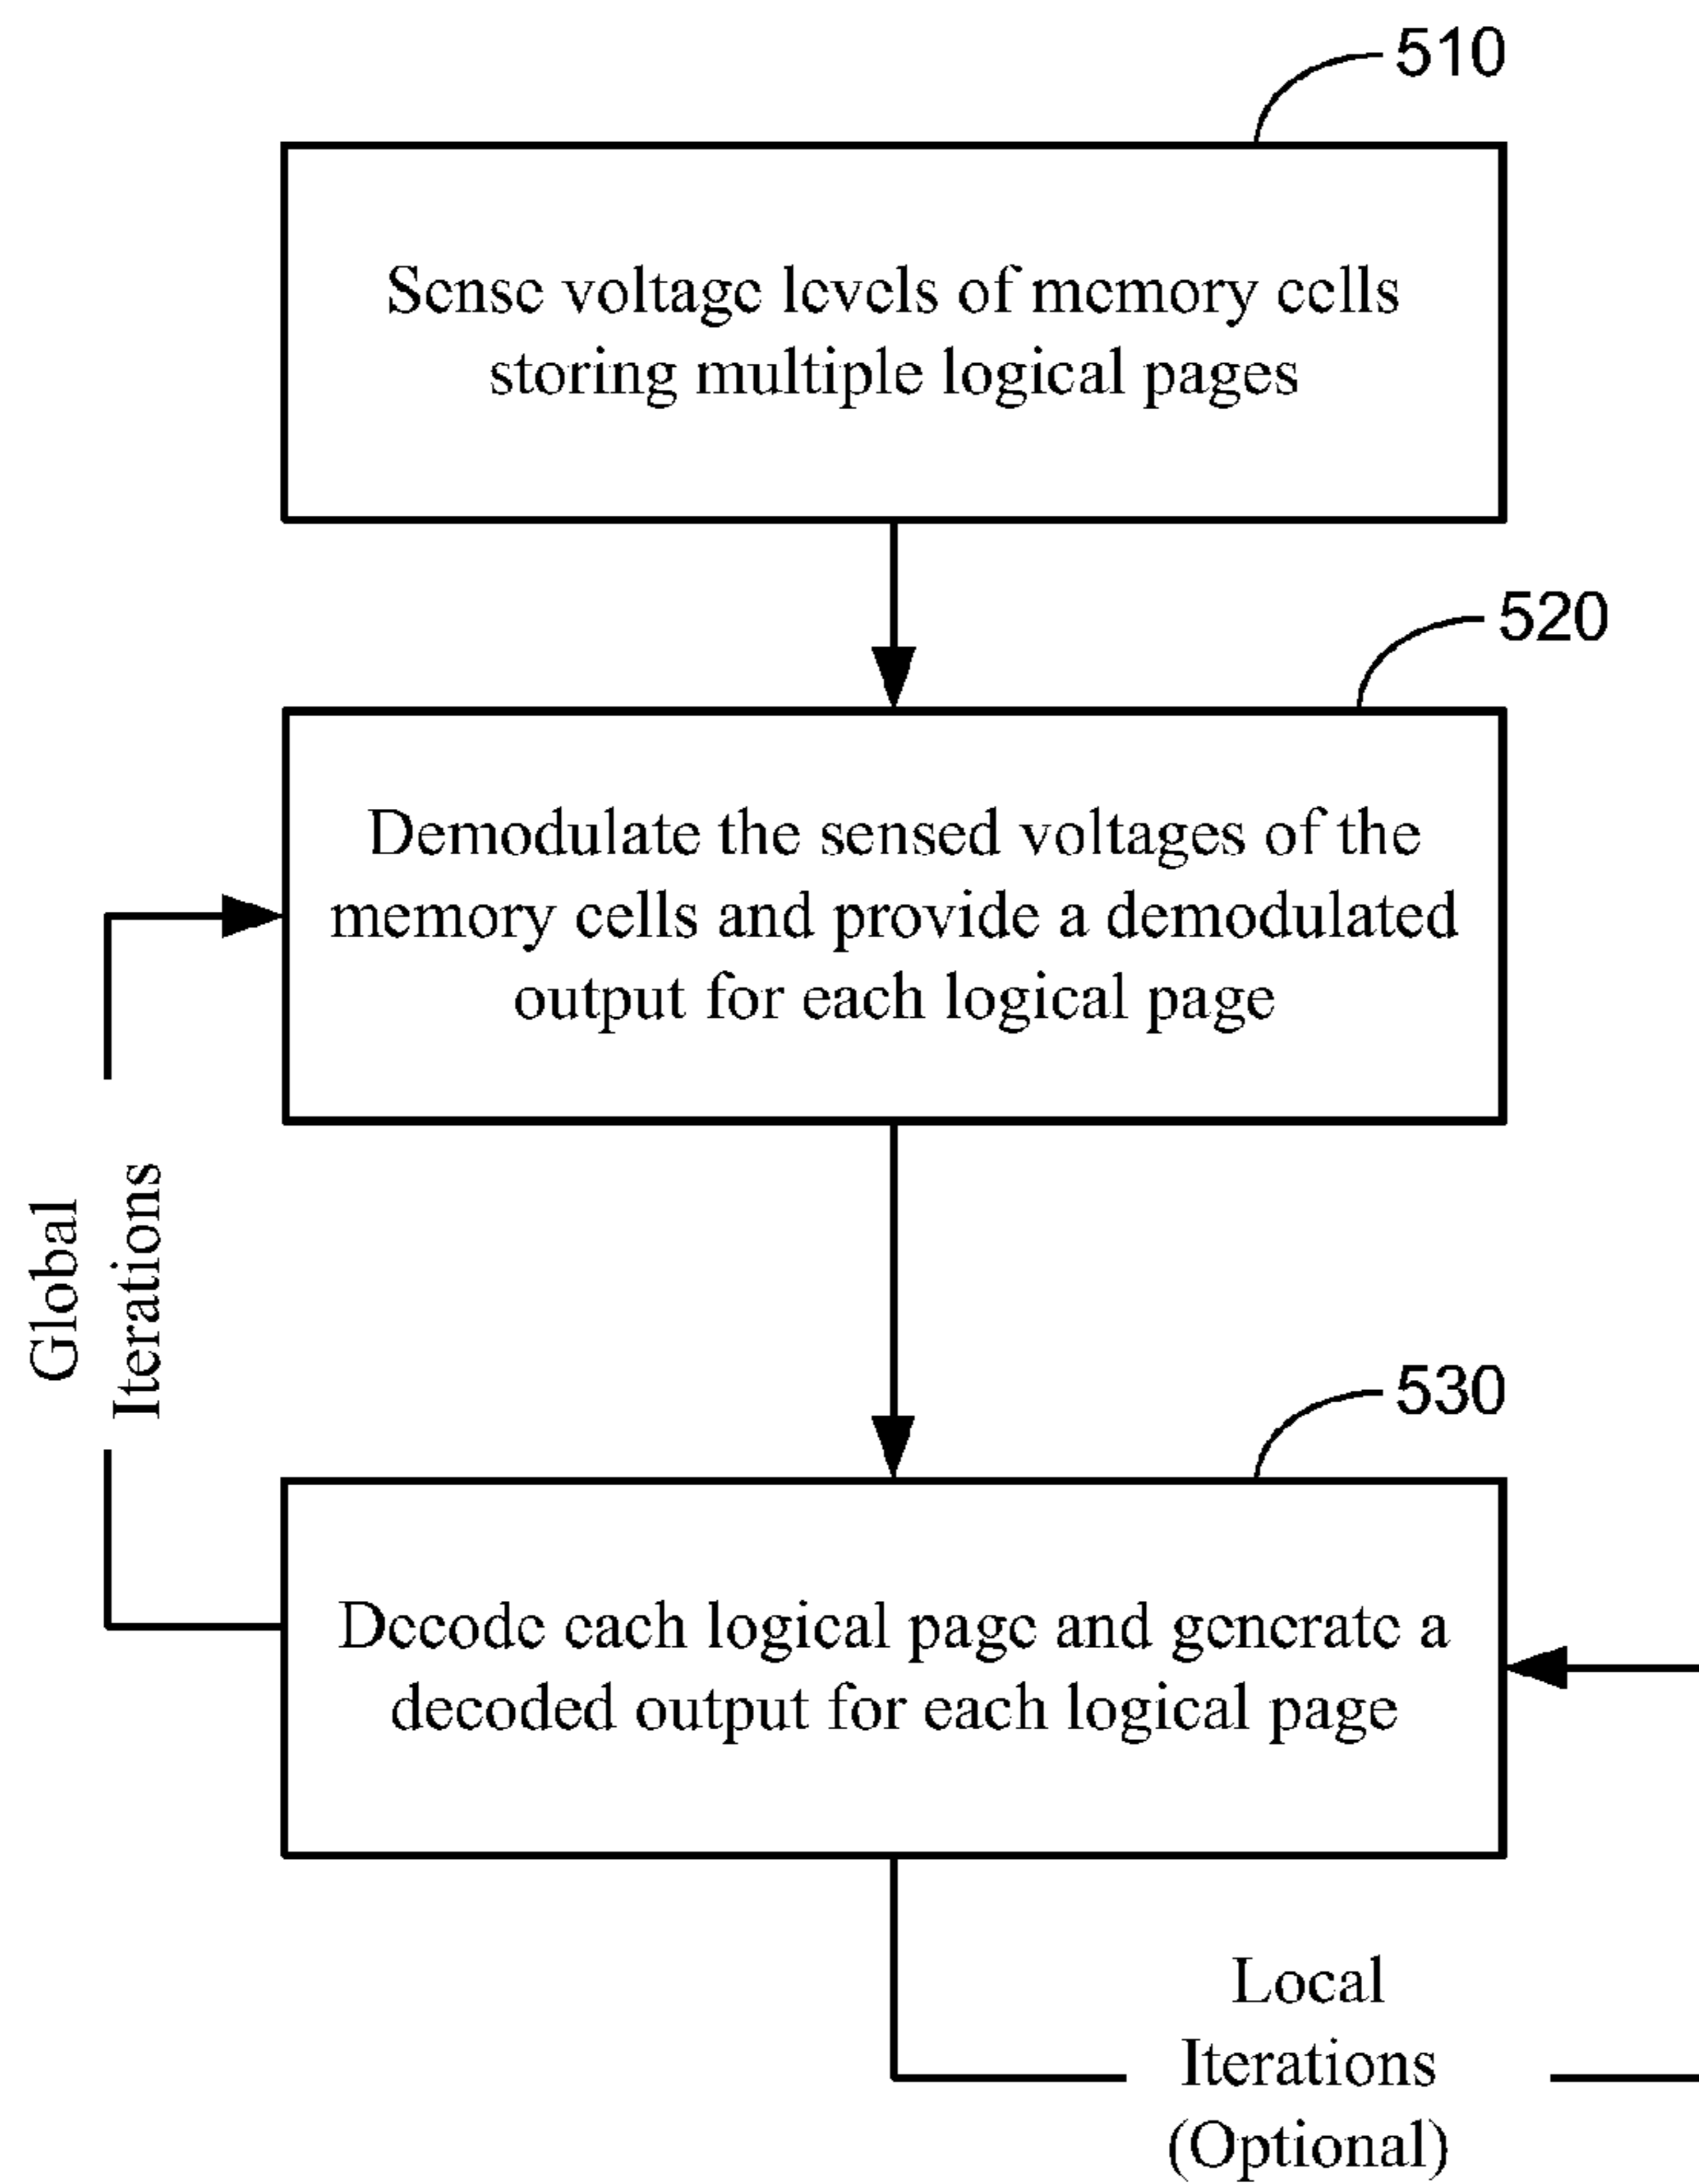 510
Sense voltage levels of memory cells
storing multiple logical pages
520
Demodulate the sensed voltages of the
memory cells and provide a demodulated
output for each logical page
Global
Iterations
530
Decode each logical page and generate a
decoded output for each logical page
Local
Iterations
(Optional)